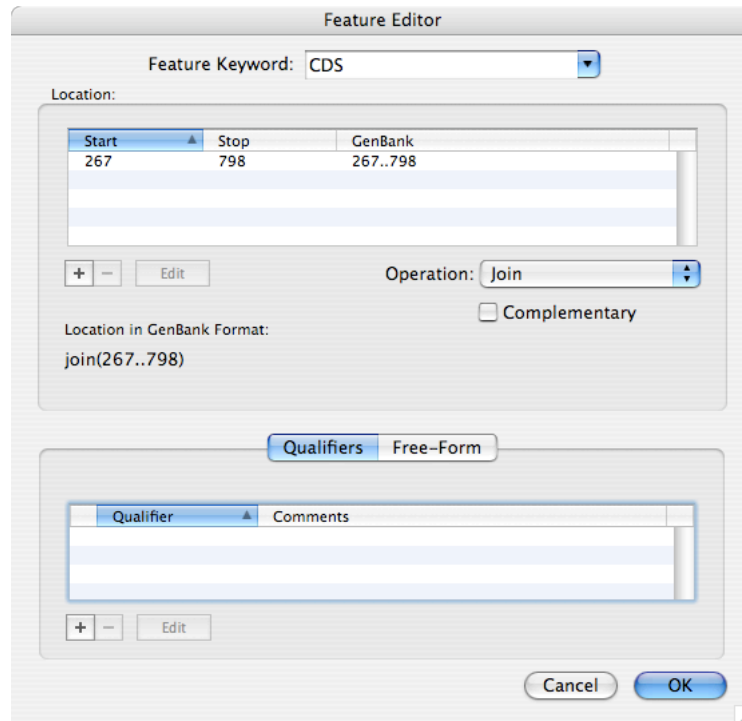 Feature Editor
Feature Keyword: CDS
Location:
Start Stop GenBank
267 798 267..798
+ − Edit Operation: Join
Complementary
Location in GenBank Format:
join(267..798)
Qualifiers Free-Form
Qualifier Comments
+ − Edit
Cancel OK